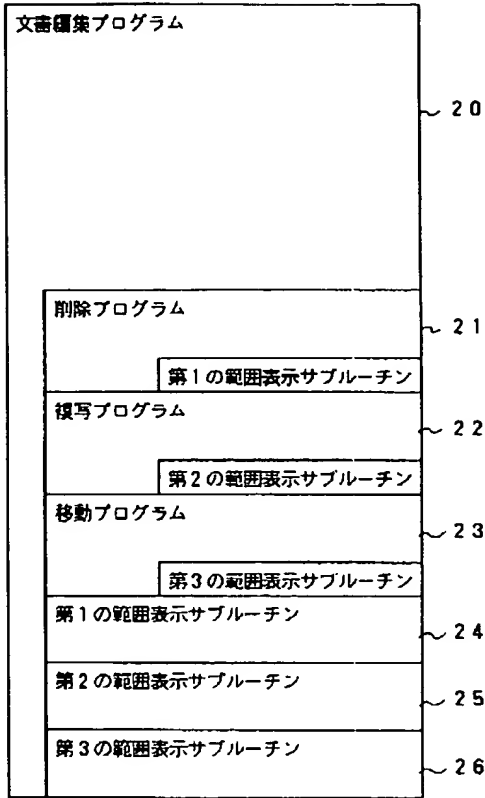 文書編集プログラム
20
削除プログラム
21
第1の範囲表示サブルーチン
複写プログラム
22
第2の範囲表示サブルーチン
移動プログラム
23
第3の範囲表示サブルーチン
第1の範囲表示サブルーチン
24
第2の範囲表示サブルーチン
25
第3の範囲表示サブルーチン
26